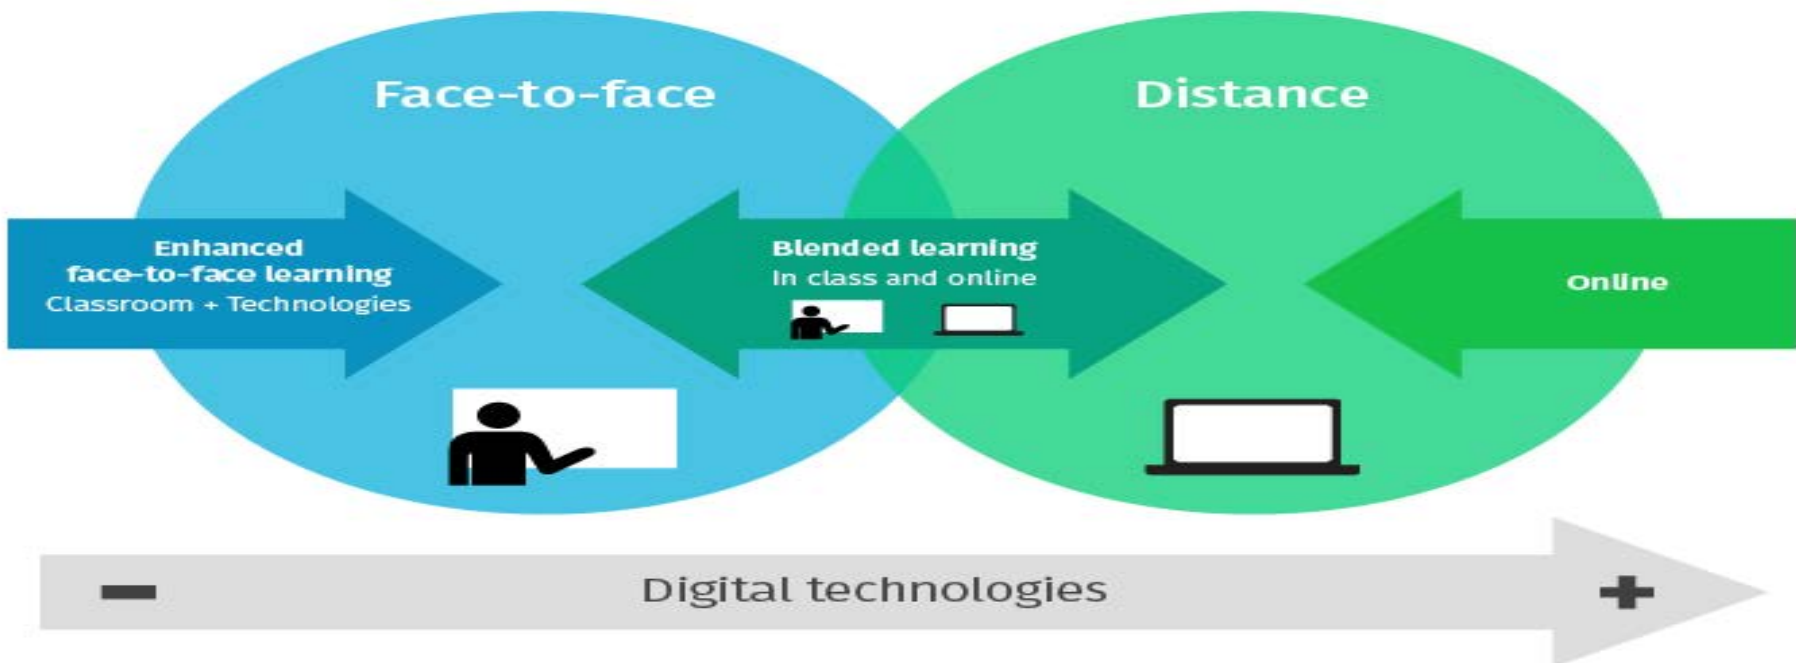 Face-to-face
Distance
Enhanced
face-to-face learning
Classroom + Technologies
Blended learning
In class and online
Online
- Digital technologies +